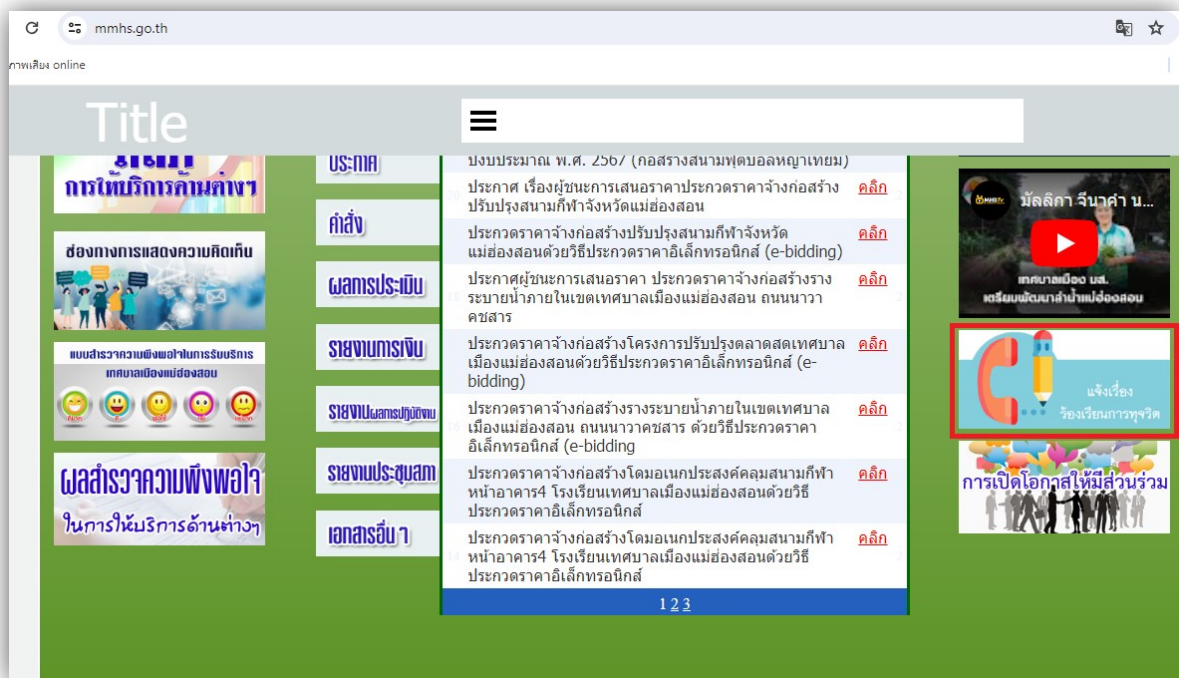 mmhs.go.th
ภาพเสียง online
Title
การให้บริการด้านต่างๆ
ช่องทางการแสดงความคิดเห็น
แบบสำรวจความพึงพอใจในการรับบริการ
เทศบาลเมืองแม่ฮ่องสอน
ผลสำรวจความพึงพอใจ
ในการให้บริการด้านต่างๆ
ประกาศ
คำสั่ง
ผลการประเมิน
รายงานการเงิน
รายงานผลการปฏิบัติงาน
รายงานประชุมสภา
เอกสารอื่น ๆ
ปีงบประมาณ พ.ศ. 2567 (ก่อสร้างสนามฟุตบอลหญ้าเทียม)
ประกาศ เรื่องผู้ชนะการเสนอราคาประกวดราคาจ้างก่อสร้าง คลิก
ปรับปรุงสนามกีฬาจังหวัดแม่ฮ่องสอน
ประกวดราคาจ้างก่อสร้างปรับปรุงสนามกีฬาจังหวัด คลิก
แม่ฮ่องสอนด้วยวิธีประกวดราคาอิเล็กทรอนิกส์ (e-bidding)
ประกาศผู้ชนะการเสนอราคา ประกวดราคาจ้างก่อสร้างราง คลิก
ระบายน้ำภายในเขตเทศบาลเมืองแม่ฮ่องสอน ถนนนาวา
คชสาร
ประกวดราคาจ้างก่อสร้างโครงการปรับปรุงตลาดสดเทศบาล คลิก
เมืองแม่ฮ่องสอนด้วยวิธีประกวดราคาอิเล็กทรอนิกส์ (e-
bidding)
ประกวดราคาจ้างก่อสร้างรางระบายน้ำภายในเขตเทศบาล คลิก
เมืองแม่ฮ่องสอน ถนนนาวาคชสาร ด้วยวิธีประกวดราคา
อิเล็กทรอนิกส์ (e-bidding
ประกวดราคาจ้างก่อสร้างโดมอเนกประสงค์คลุมสนามกีฬา คลิก
หน้าอาคาร4 โรงเรียนเทศบาลเมืองแม่ฮ่องสอนด้วยวิธี
ประกวดราคาอิเล็กทรอนิกส์
ประกวดราคาจ้างก่อสร้างโดมอเนกประสงค์คลุมสนามกีฬา คลิก
หน้าอาคาร4 โรงเรียนเทศบาลเมืองแม่ฮ่องสอนด้วยวิธี
ประกวดราคาอิเล็กทรอนิกส์
1 2 3
มัลลิกา จีนาคำ น...
เทศบาลเมือง มส.
เตรียมพัฒนาลำน้ำแม่ฮ่องสอน
แจ้งเรื่อง
ร้องเรียนการทุจริต
การเปิดโอกาสให้มีส่วนร่วม